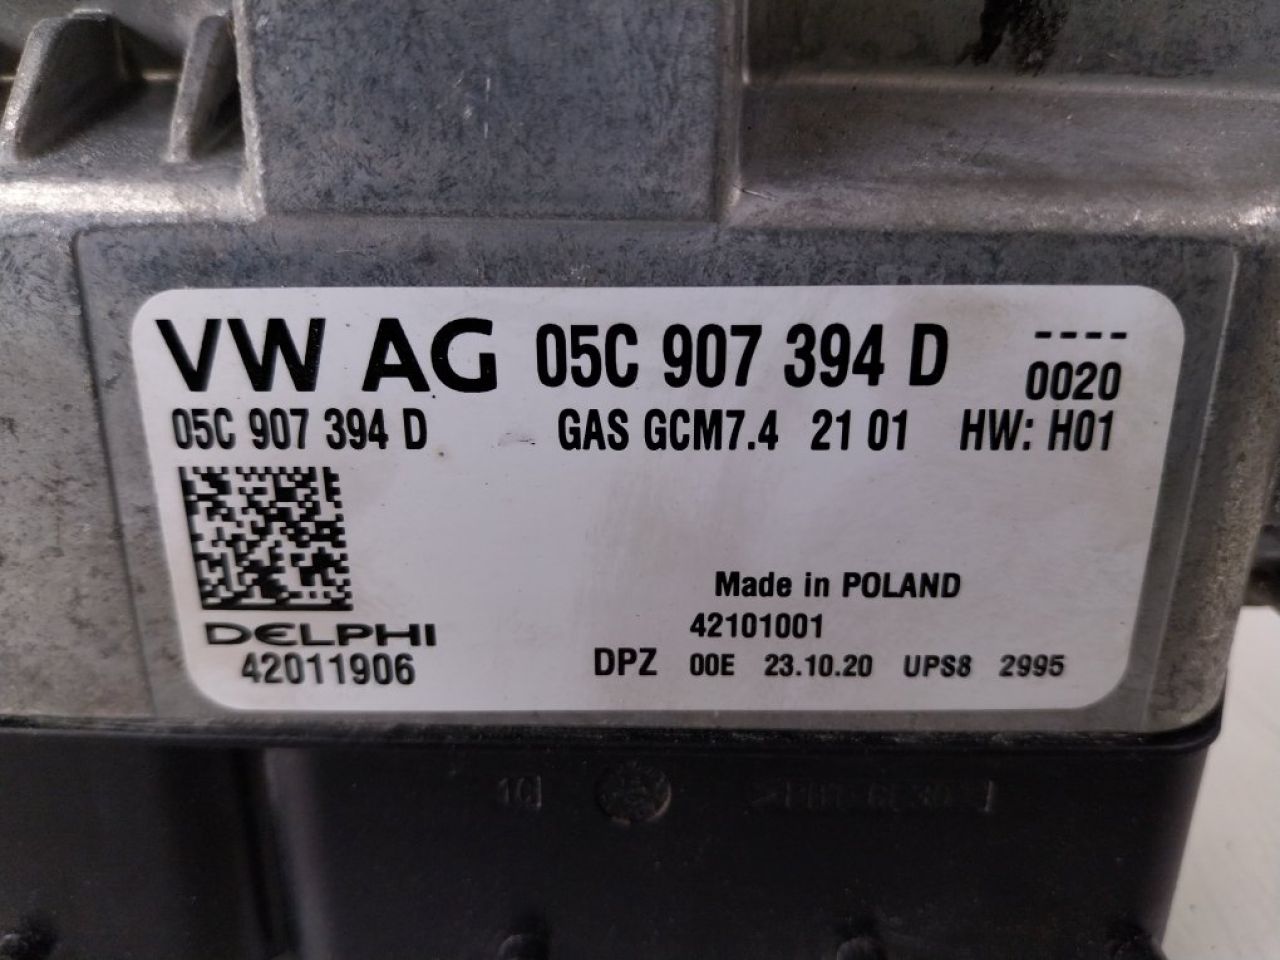 VW AG 05C 907 394 D ----
0020
05C 907 394 D GAS GCM7.4 21 01 HW: H01
Made in POLAND
DELPHI 42101001
42011906 DPZ 00E 23.10.20 UPS8 2995
10